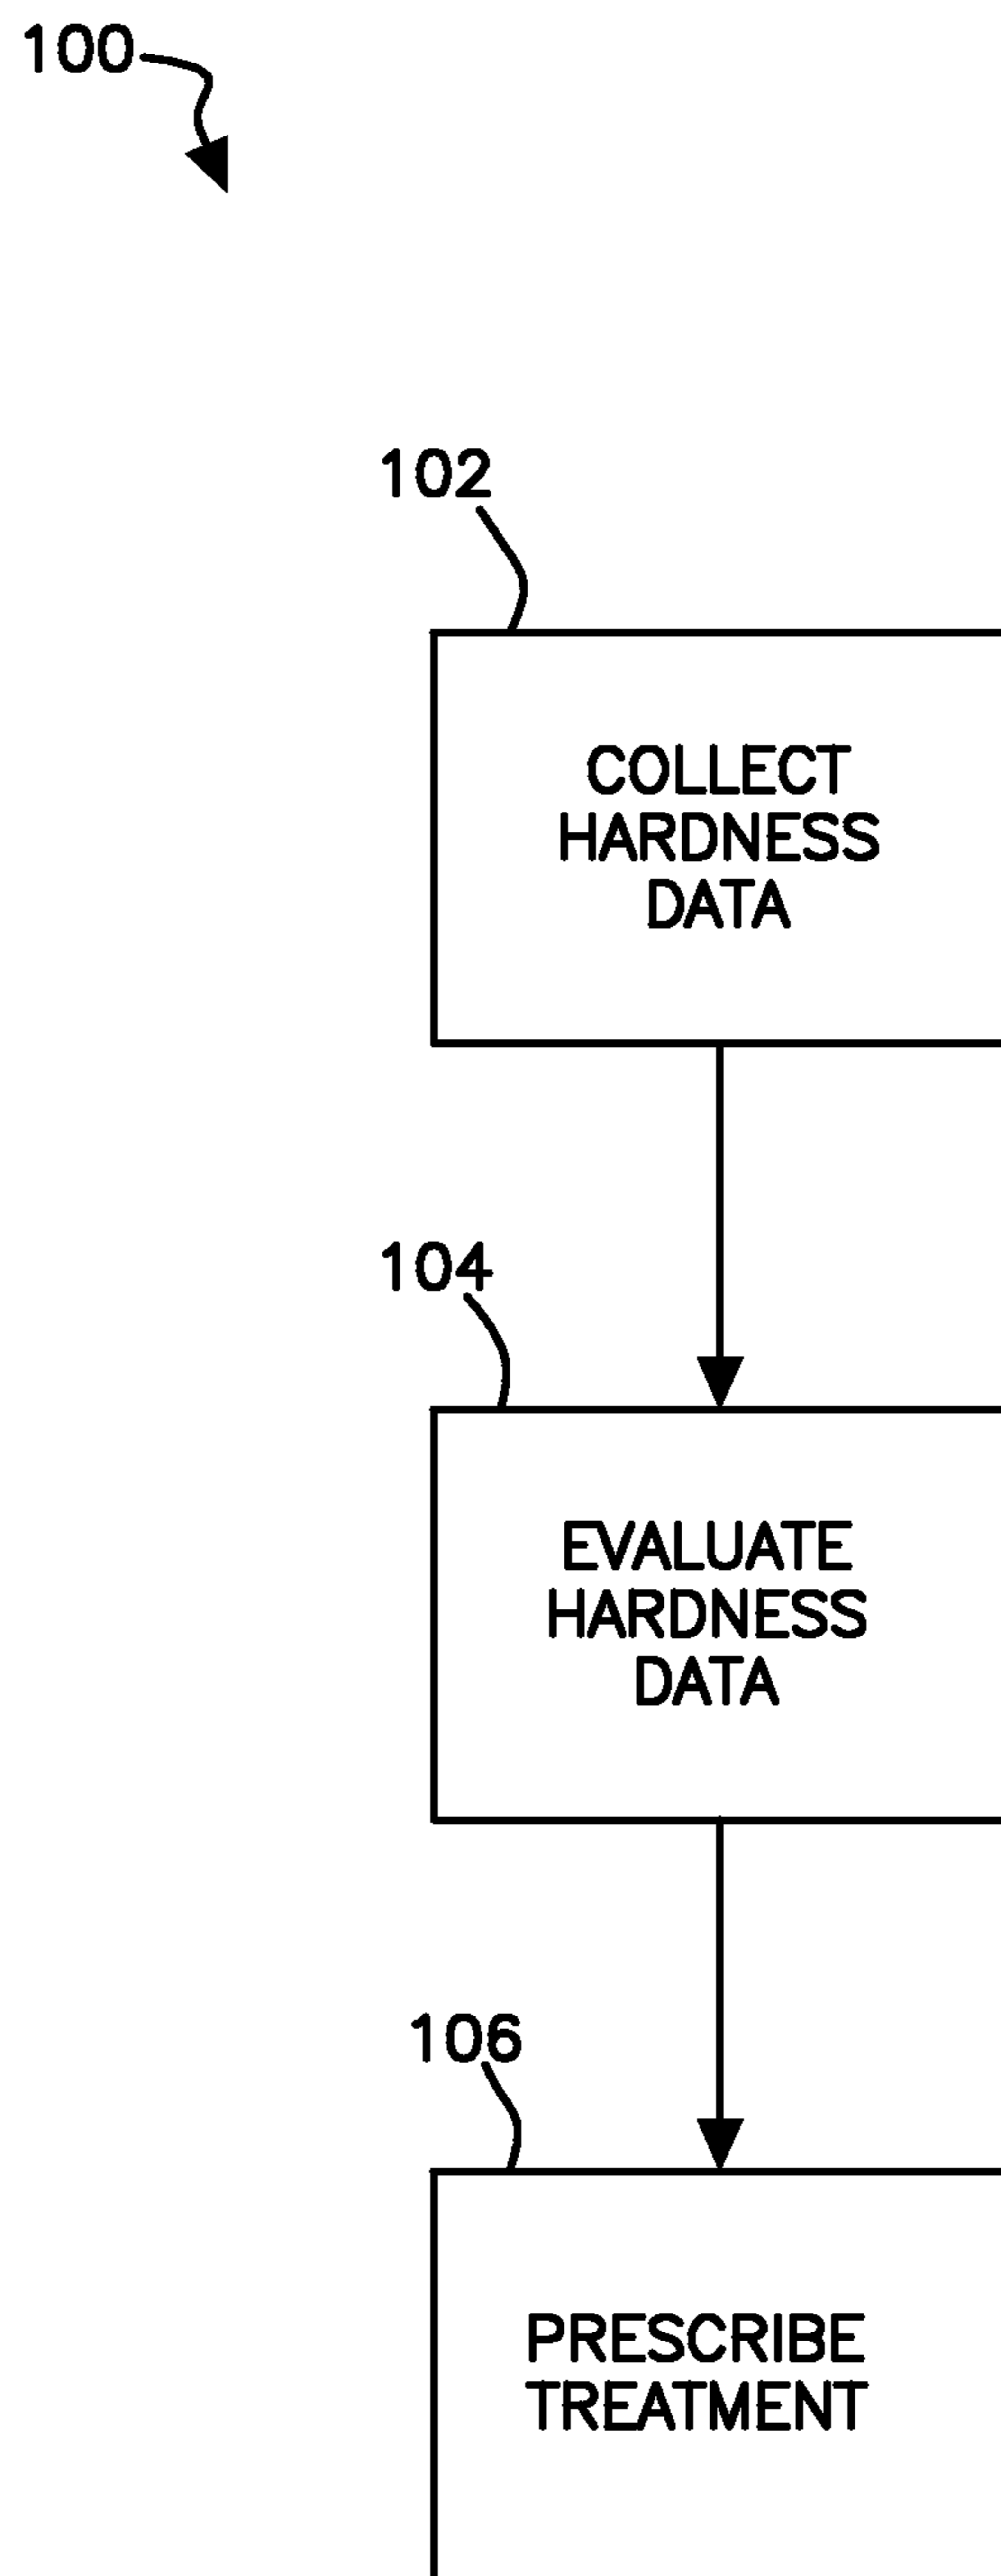 100
102
COLLECT
HARDNESS
DATA
104
EVALUATE
HARDNESS
DATA
106
PRESCRIBE
TREATMENT